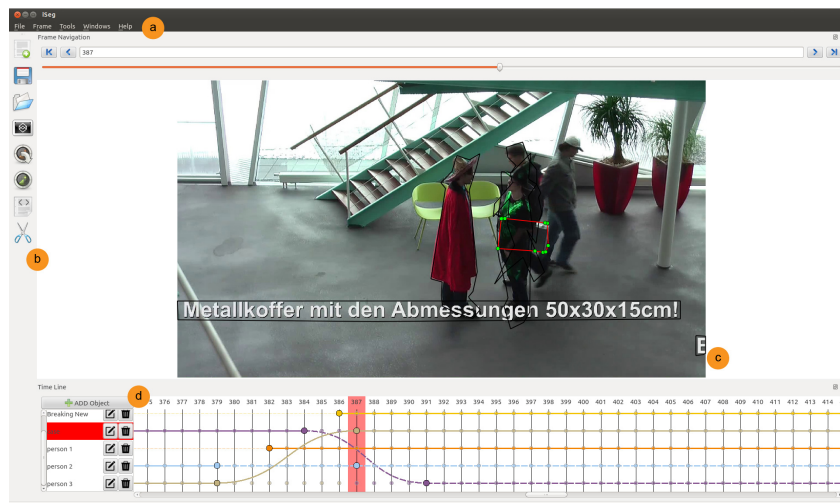 iSeg
File Frame Tools Windows Help
a
Frame Navigation
387
b
Metallkoffer mit den Abmessungen 50x30x15cm!
E
c
Time Line
d
ADD Object
5 376 377 378 379 380 381 382 383 384 385 386 387 388 389 390 391 392 393 394 395 396 397 398 399 400 401 402 403 404 405 406 407 408 409 410 411 412 413 414
Breaking New
person 1
person 2
person 3